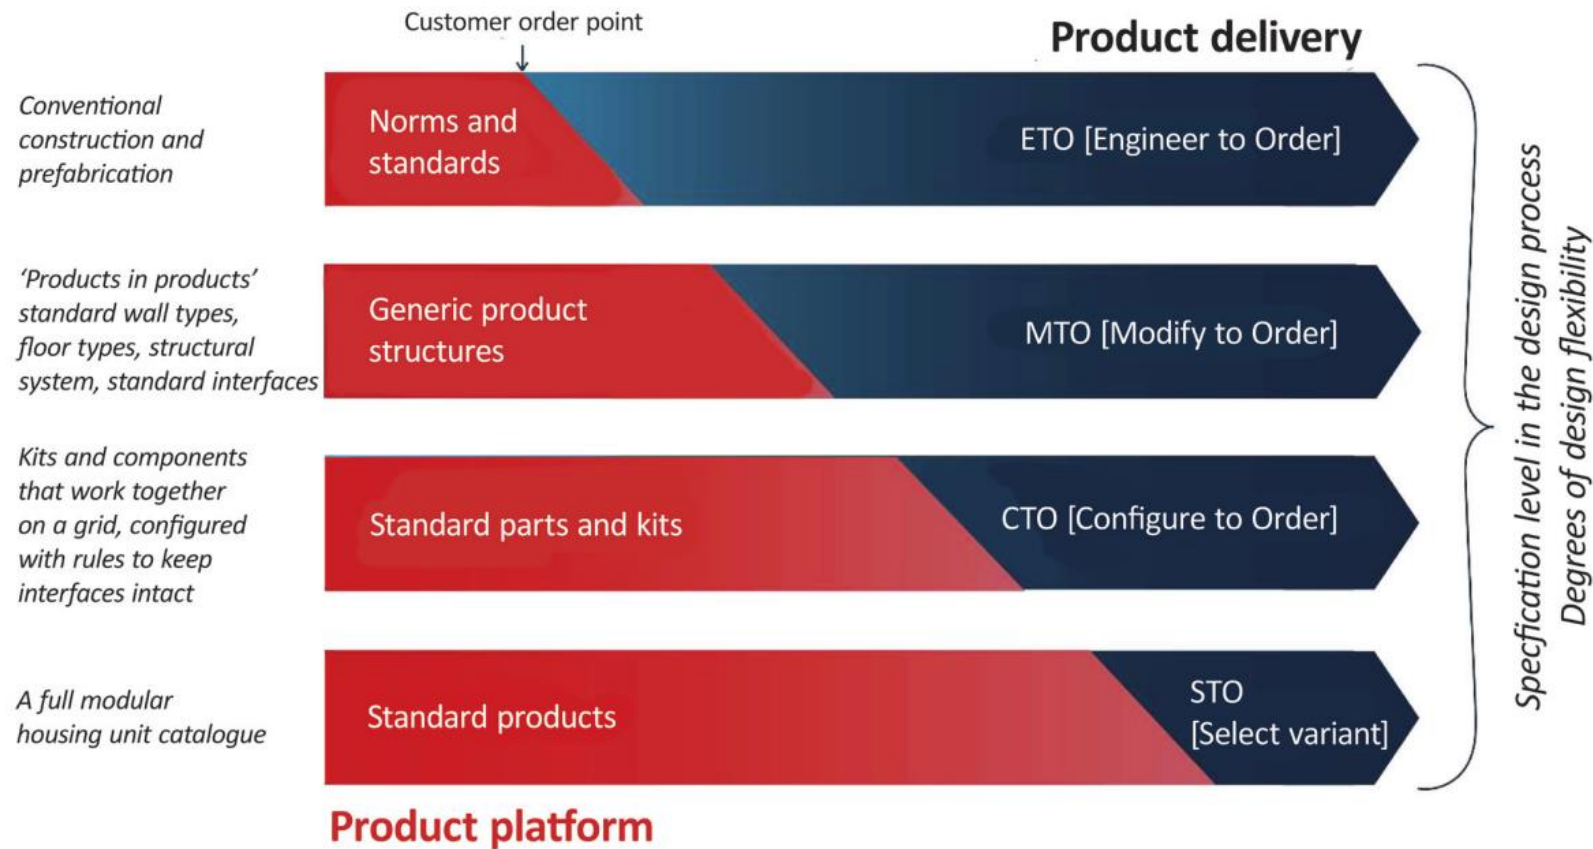 Customer order point
Product delivery
Conventional
construction and
prefabrication
Norms and
standards
ETO [Engineer to Order]
‘Products in products’
standard wall types,
floor types, structural
system, standard interfaces
Generic product
structures
MTO [Modify to Order]
Kits and components
that work together
on a grid, configured
with rules to keep
interfaces intact
Standard parts and kits
CTO [Configure to Order]
A full modular
housing unit catalogue
Standard products
STO
[Select variant]
Product platform
Specfication level in the design process
Degrees of design flexibility